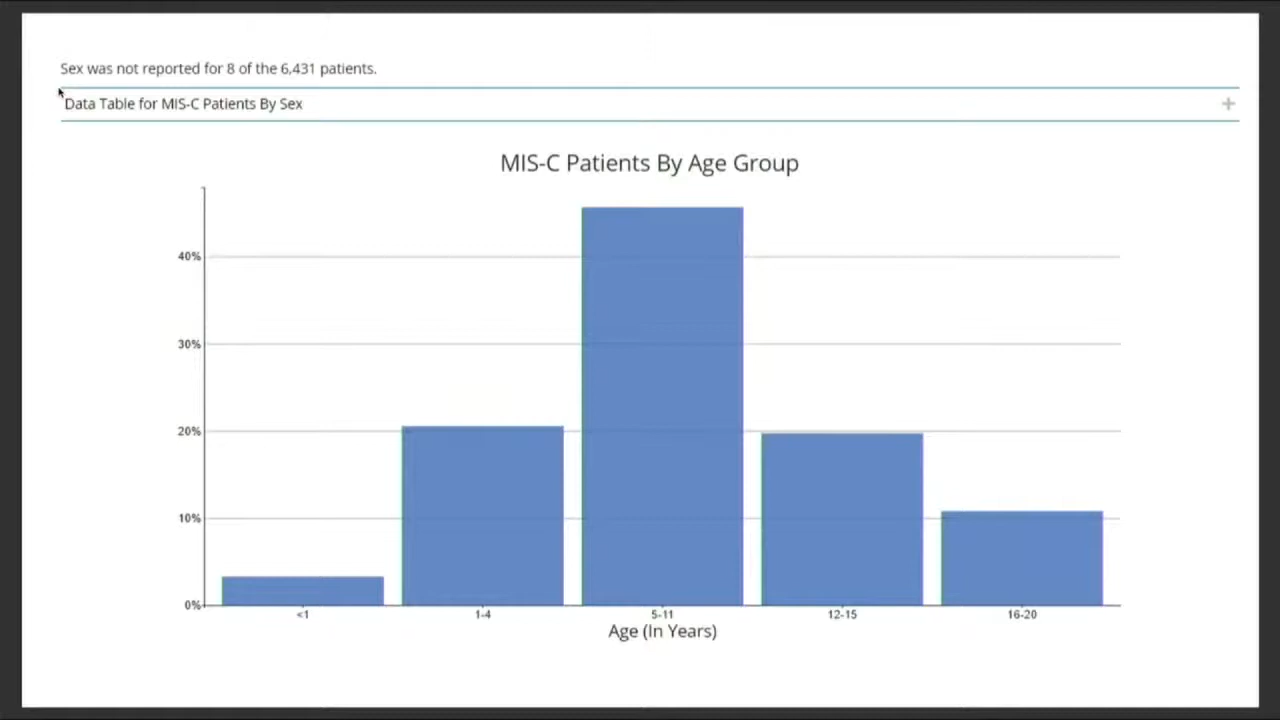 Sex was not reported for 8 of the 6,431 patients.
Data Table for MIS-C Patients By Sex +
MIS-C Patients By Age Group
40%
30%
20%
10%
0%
<1 1-4 5-11 12-15 16-20
Age (In Years)